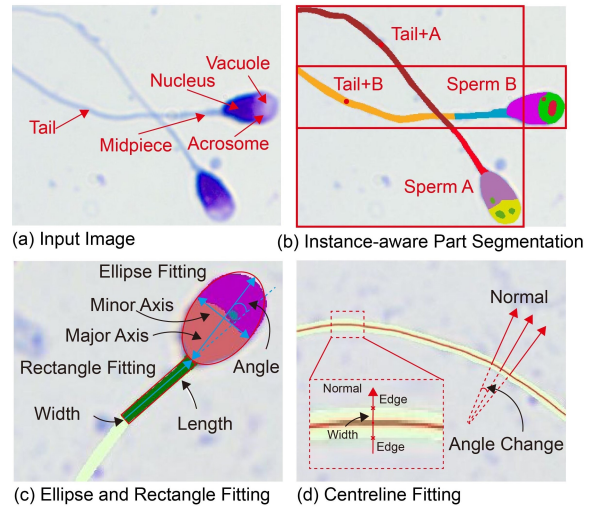 Vacuole
Nucleus
Tail
Midpiece
Acrosome
(a) Input Image
Tail+A
Tail+B
Sperm B
Sperm A
(b) Instance-aware Part Segmentation
Ellipse Fitting
Minor Axis
Major Axis
Rectangle Fitting
Angle
Width
Length
(c) Ellipse and Rectangle Fitting
Normal
Normal
Edge
Width
Edge
Angle Change
(d) Centreline Fitting